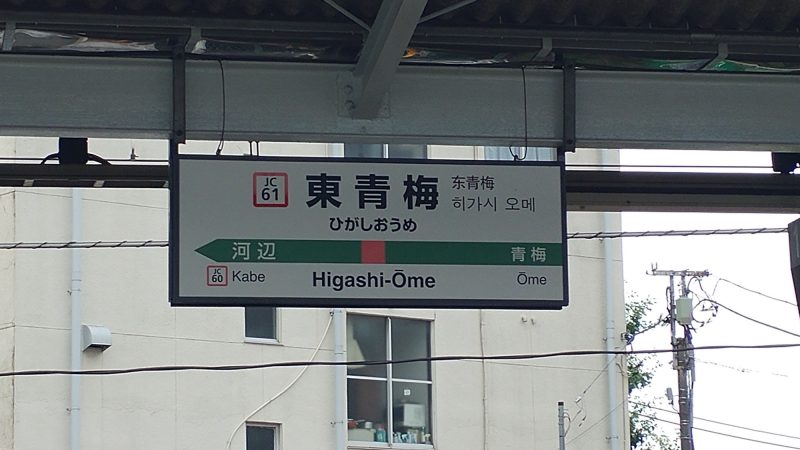 JC
61
東青梅
东青梅
히가시 오메
ひがしおうめ
河辺
青梅
JC
60
Kabe
Higashi-Ōme
Ōme